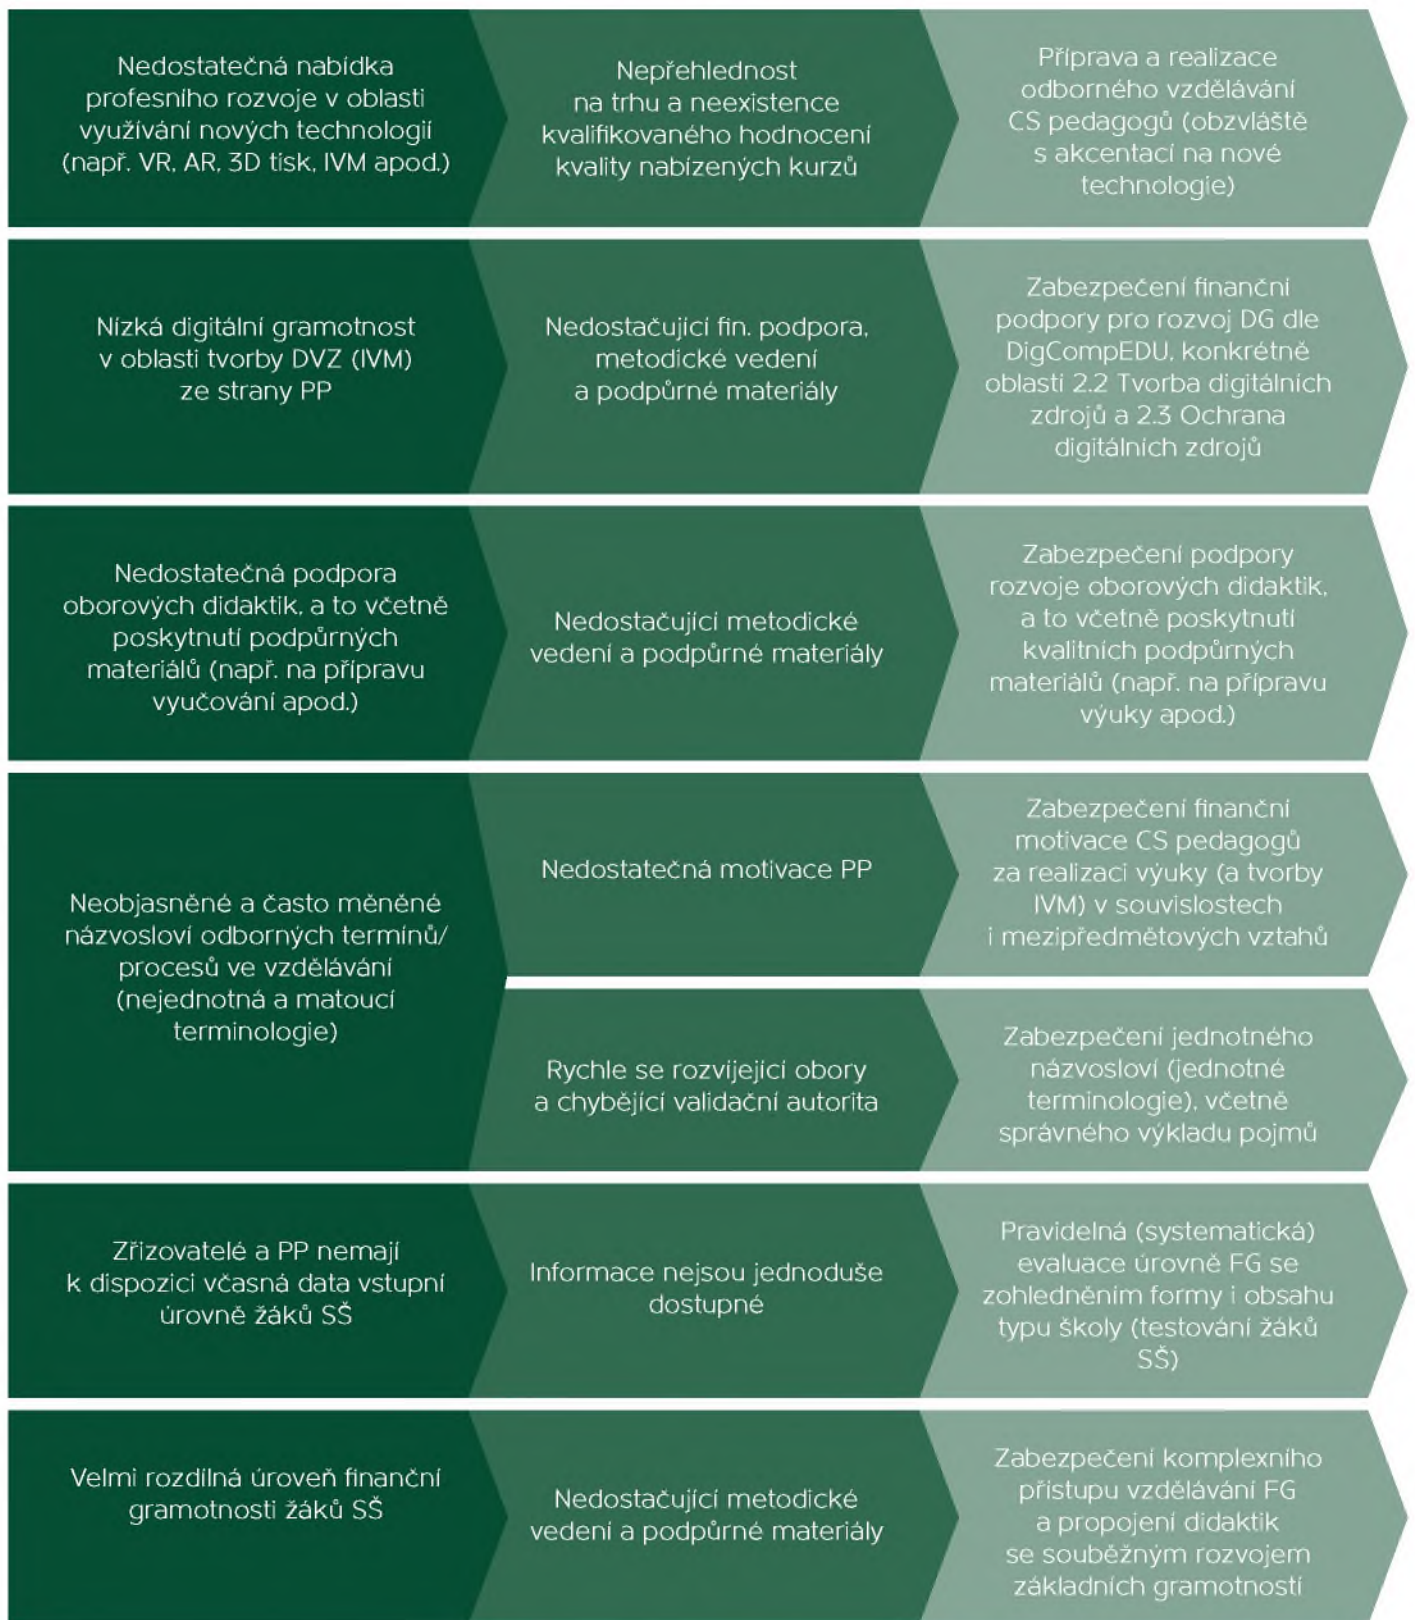 Nedostatečná nabídka
profesního rozvoje v oblasti
využívání nových technologií
(např. VR, AR, 3D tisk, IVM apod.)
Nepřehlednost
na trhu a neexistence
kvalifikovaného hodnocení
kvality nabízených kurzů
Příprava a realizace
odborného vzdělávání
CS pedagogů (obzvláště
s akcentací na nové
technologie)
Nízká digitální gramotnost
v oblasti tvorby DVZ (IVM)
ze strany PP
Nedostačující fin. podpora,
metodické vedení
a podpůrné materiály
Zabezpečení finanční
podpory pro rozvoj DG dle
DigCompEDU, konkrétně
oblastí 2.2 Tvorba digitálních
zdrojů a 2.3 Ochrana
digitálních zdrojů
Nedostatečná podpora
oborových didaktik, a to včetně
poskytnutí podpůrných
materiálů (např. na přípravu
vyučování apod.)
Nedostačující metodické
vedení a podpůrné materiály
Zabezpečení podpory
rozvoje oborových didaktik,
a to včetně poskytnutí
kvalitních podpůrných
materiálů (např. na přípravu
výuky apod.)
Neobjasněné a často měněné
názvosloví odborných termínů/
procesů ve vzdělávání
(nejednotná a matoucí
terminologie)
Nedostatečná motivace PP
Zabezpečení finanční
motivace CS pedagogů
za realizaci výuky (a tvorby
IVM) v souvislostech
i mezipředmětových vztahů
Rychle se rozvíjející obory
a chybějící validační autorita
Zabezpečení jednotného
názvosloví (jednotné
terminologie), včetně
správného výkladu pojmů
Zřizovatelé a PP nemají
k dispozici včasná data vstupní
úrovně žáků SŠ
Informace nejsou jednoduše
dostupné
Pravidelná (systematická)
evaluace úrovně FG se
zohledněním formy i obsahu
typu školy (testování žáků
SŠ)
Velmi rozdílná úroveň finanční
gramotnosti žáků SŠ
Nedostačující metodické
vedení a podpůrné materiály
Zabezpečení komplexního
přístupu vzdělávání FG
a propojení didaktik
se souběžným rozvojem
základních gramotností